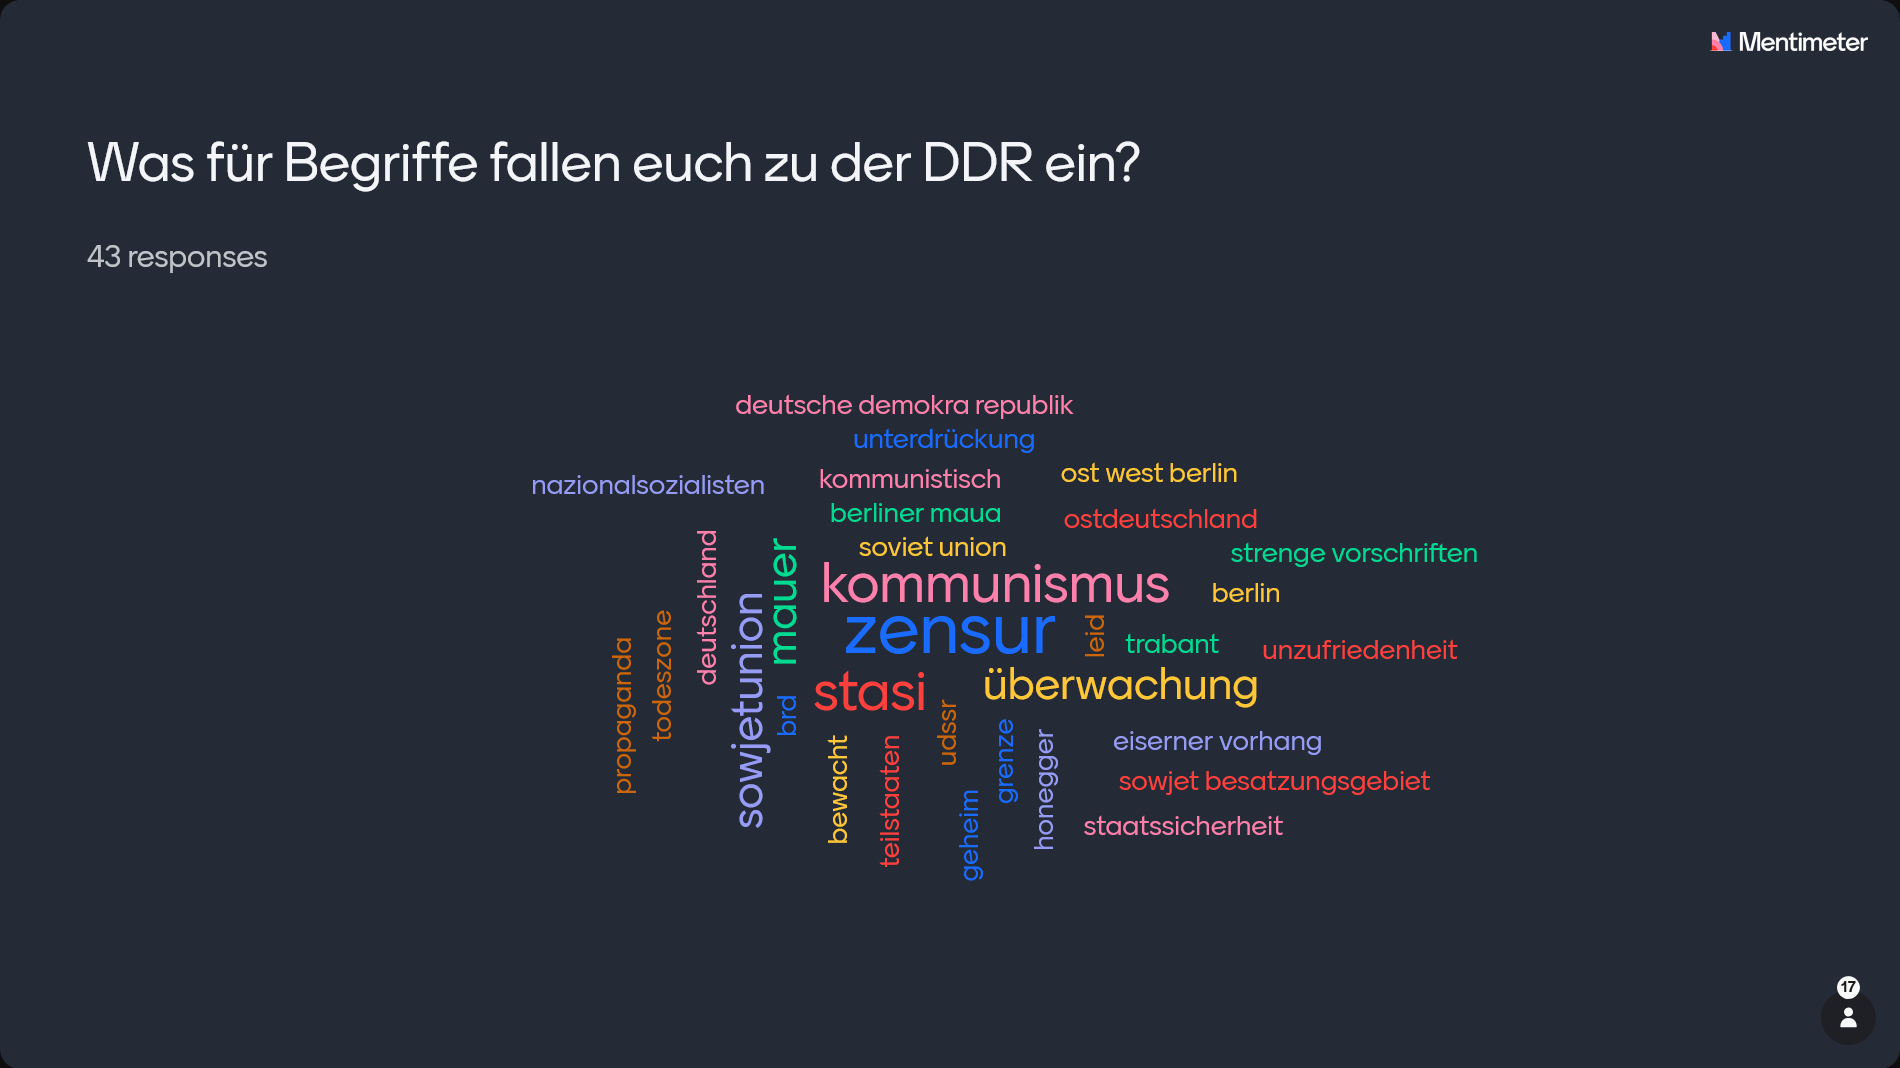 Mentimeter
Was für Begriffe fallen euch zu der DDR ein?
43 responses
deutsche demokra republik
unterdrückung
nazionalsozialisten
kommunistisch
ost west berlin
berliner maua
ostdeutschland
soviet union
strenge vorschriften
deutschland
mauer
kommunismus
berlin
sowjetunion
zensur
leid
trabant
unzufriedenheit
propaganda
todeszone
brd
stasi
überwachung
udssr
grenze
honegger
eiserner vorhang
bewacht
teilstaaten
sowjet besatzungsgebiet
geheim
staatssicherheit
17